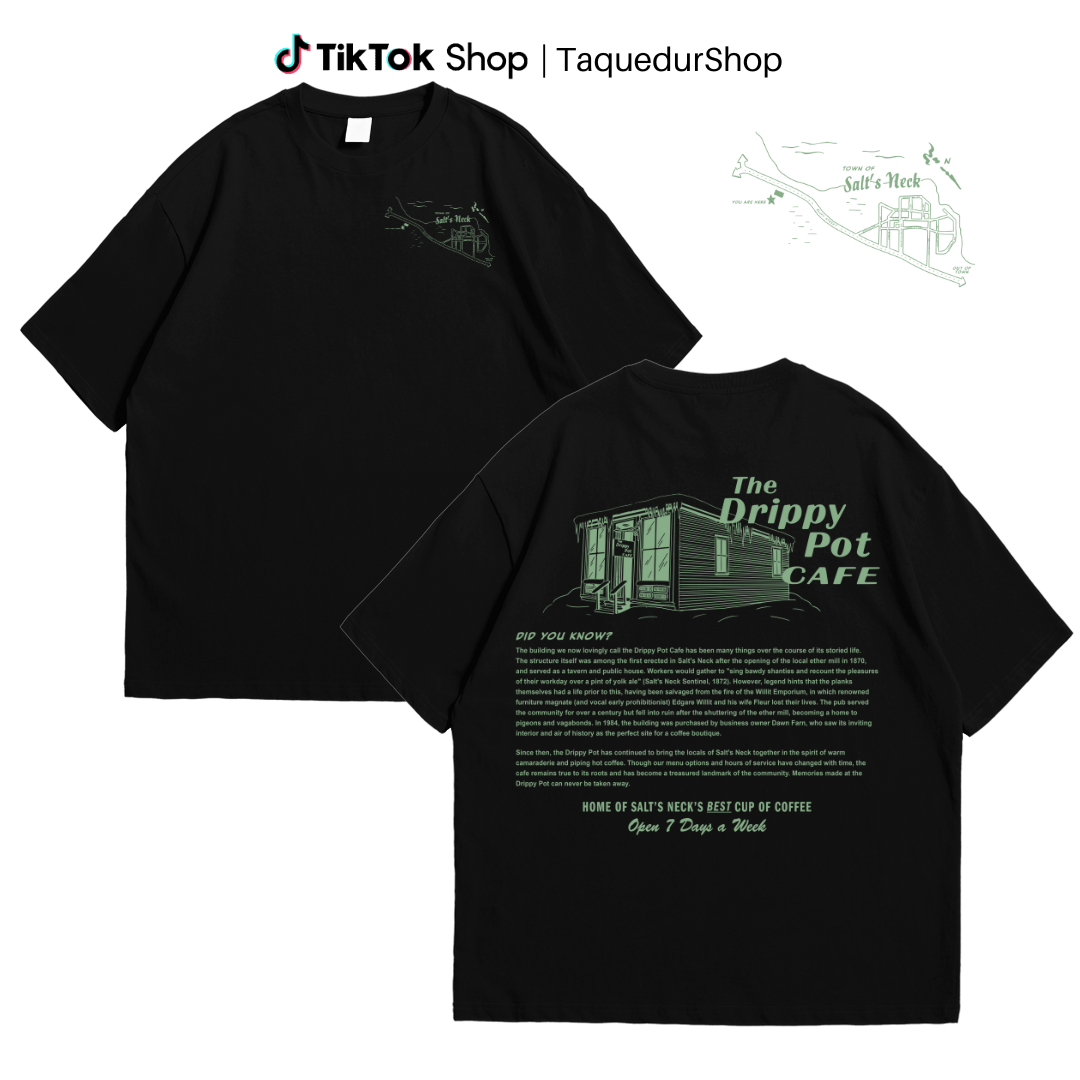 TikTok Shop | TaquedurShop
TOWN OF
Salt's Neck
N
YOU ARE HERE
OUT OF
TOWN
Salt's Neck
The
Drippy
Pot
CAFE
Drippy
Pot
CAFE
DID YOU KNOW?
The building we now lovingly call the Drippy Pot Cafe has been many things over the course of its storied life.
The structure itself was among the first erected in Salt's Neck after the opening of the local ether mill in 1870,
and served as a tavern and public house. Workers would gather to "sing bawdy shanties and recount the pleasures
of their workday over a pint of yolk ale" (Salt's Neck Sentinel, 1872). However, legend hints that the planks
themselves had a life prior to this, having been salvaged from the fire of the Willit Emporium, in which renowned
furniture magnate (and vocal early prohibitionist) Edgare Willit and his wife Fleur lost their lives. The pub served
the community for over a century but fell into ruin after the shuttering of the ether mill, becoming a home to
pigeons and vagabonds. In 1984, the building was purchased by business owner Dawn Farn, who saw its inviting
interior and air of history as the perfect site for a coffee boutique.
Since then, the Drippy Pot has continued to bring the locals of Salt's Neck together in the spirit of warm
camaraderie and piping hot coffee. Though our menu options and hours of service have changed with time, the
cafe remains true to its roots and has become a treasured landmark of the community. Memories made at the
Drippy Pot can never be taken away.
HOME OF SALT'S NECK'S BEST CUP OF COFFEE
Open 7 Days a Week